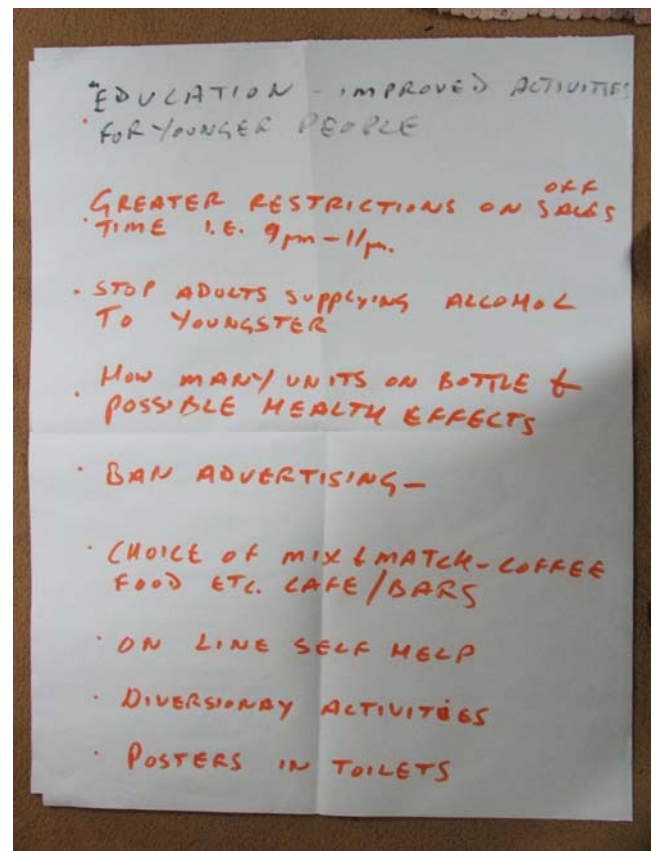 "EDUCATION - IMPROVED ACTIVITIES
· FOR YOUNGER PEOPLE
OFF
GREATER RESTRICTIONS ON SALES
· TIME I.E. 9pm - 11pm.
· STOP ADULTS SUPPLYING ALCOHOL
TO YOUNGSTER
HOW MANY UNITS ON BOTTLE &
· POSSIBLE HEALTH EFFECTS
· BAN ADVERTISING -
· CHOICE OF MIX & MATCH - COFFEE
FOOD ETC. CAFE/BARS
· ON LINE SELF HELP
· DIVERSIONAY ACTIVITIES
· POSTERS IN TOILETS